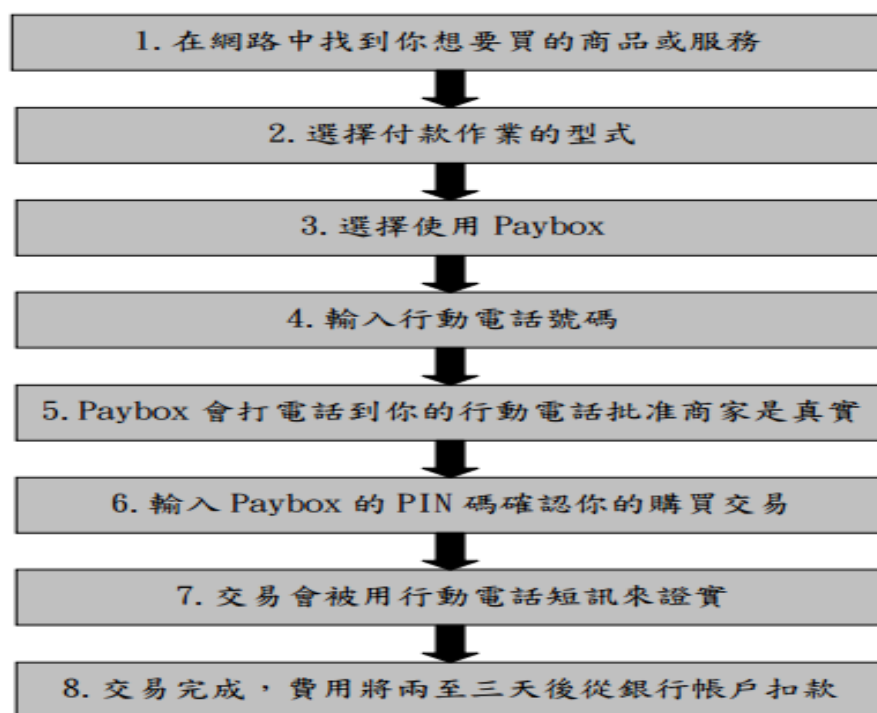 1. 在網路中找到你想要買的商品或服務
2. 選擇付款作業的型式
3. 選擇使用 Paybox
4. 輸入行動電話號碼
5. Paybox 會打電話到你的行動電話批准商家是真實
6. 輸入 Paybox 的 PIN 碼確認你的購買交易
7. 交易會被用行動電話短訊來證實
8. 交易完成，費用將兩至三天後從銀行帳戶扣款